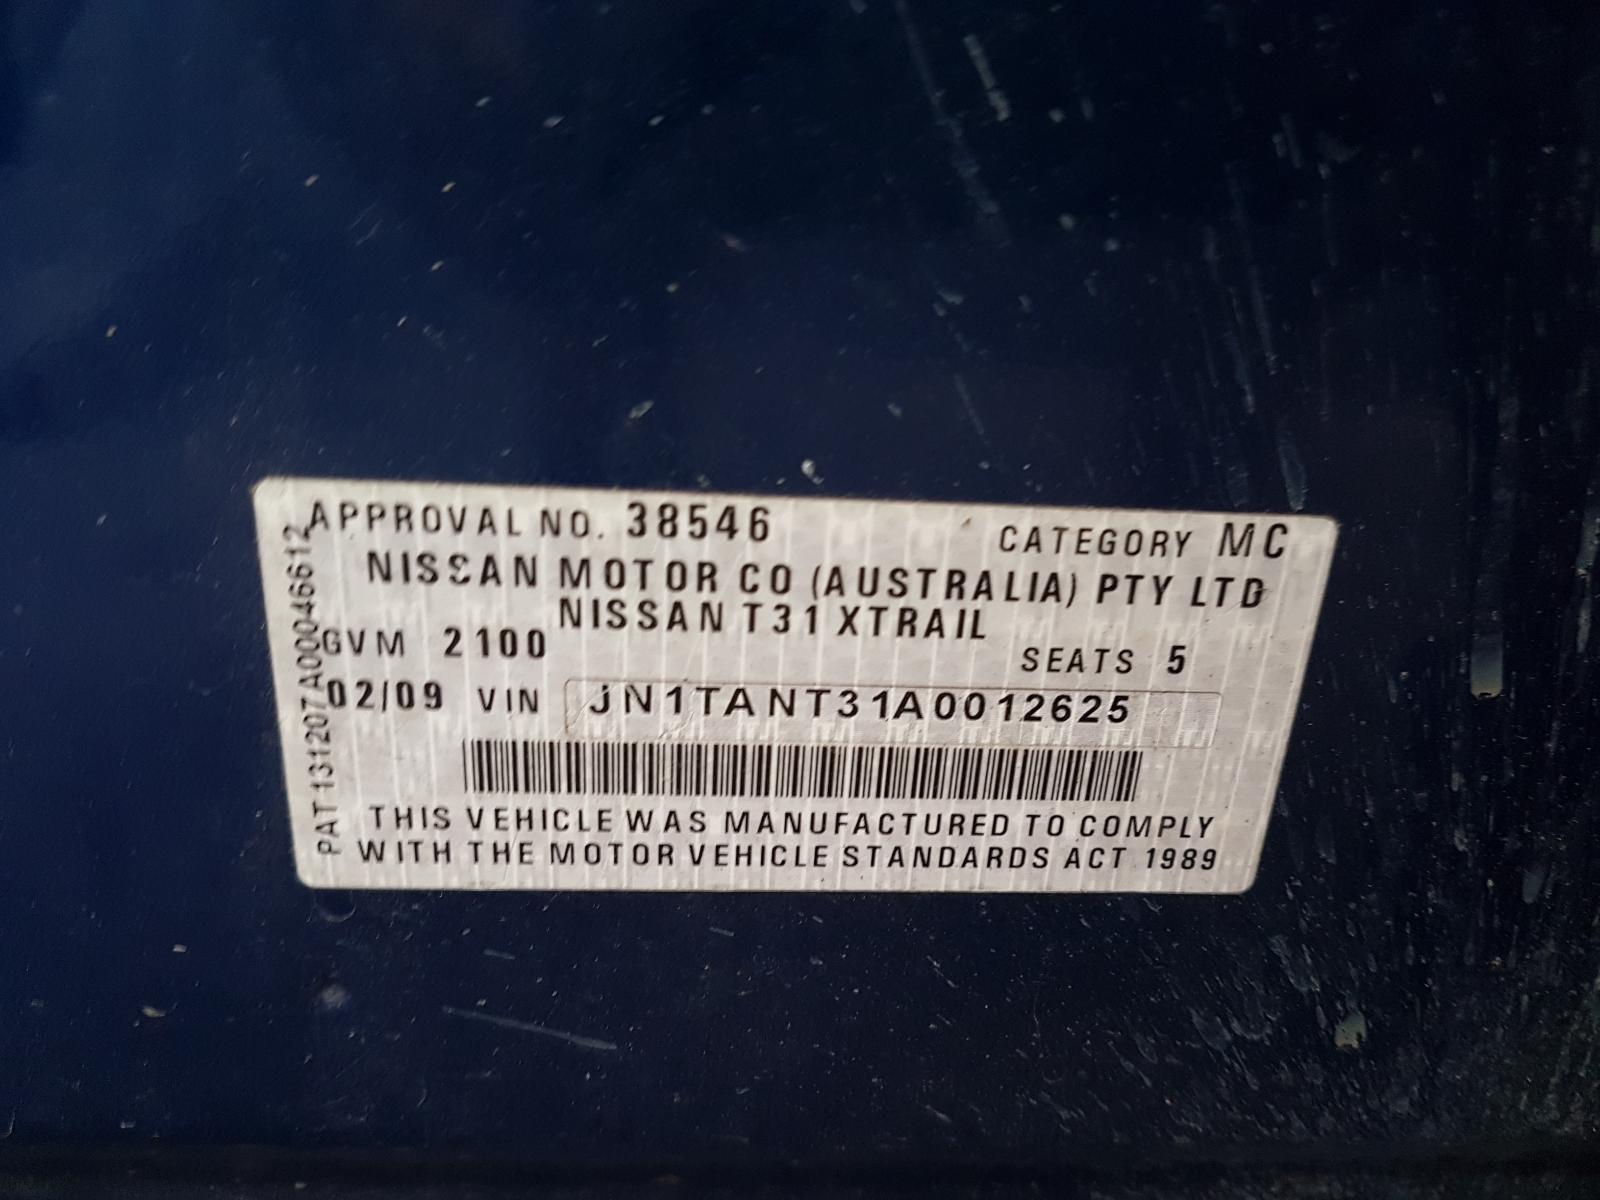 APPROVAL NO. 38546 CATEGORY MC
NISSAN MOTOR CO (AUSTRALIA) PTY LTD
NISSAN T31 XTRAIL
GVM 2100 SEATS 5
02/09 VIN JN1TANT31A0012625
THIS VEHICLE WAS MANUFACTURED TO COMPLY
WITH THE MOTOR VEHICLE STANDARDS ACT 1989
PAT 131207A00046612